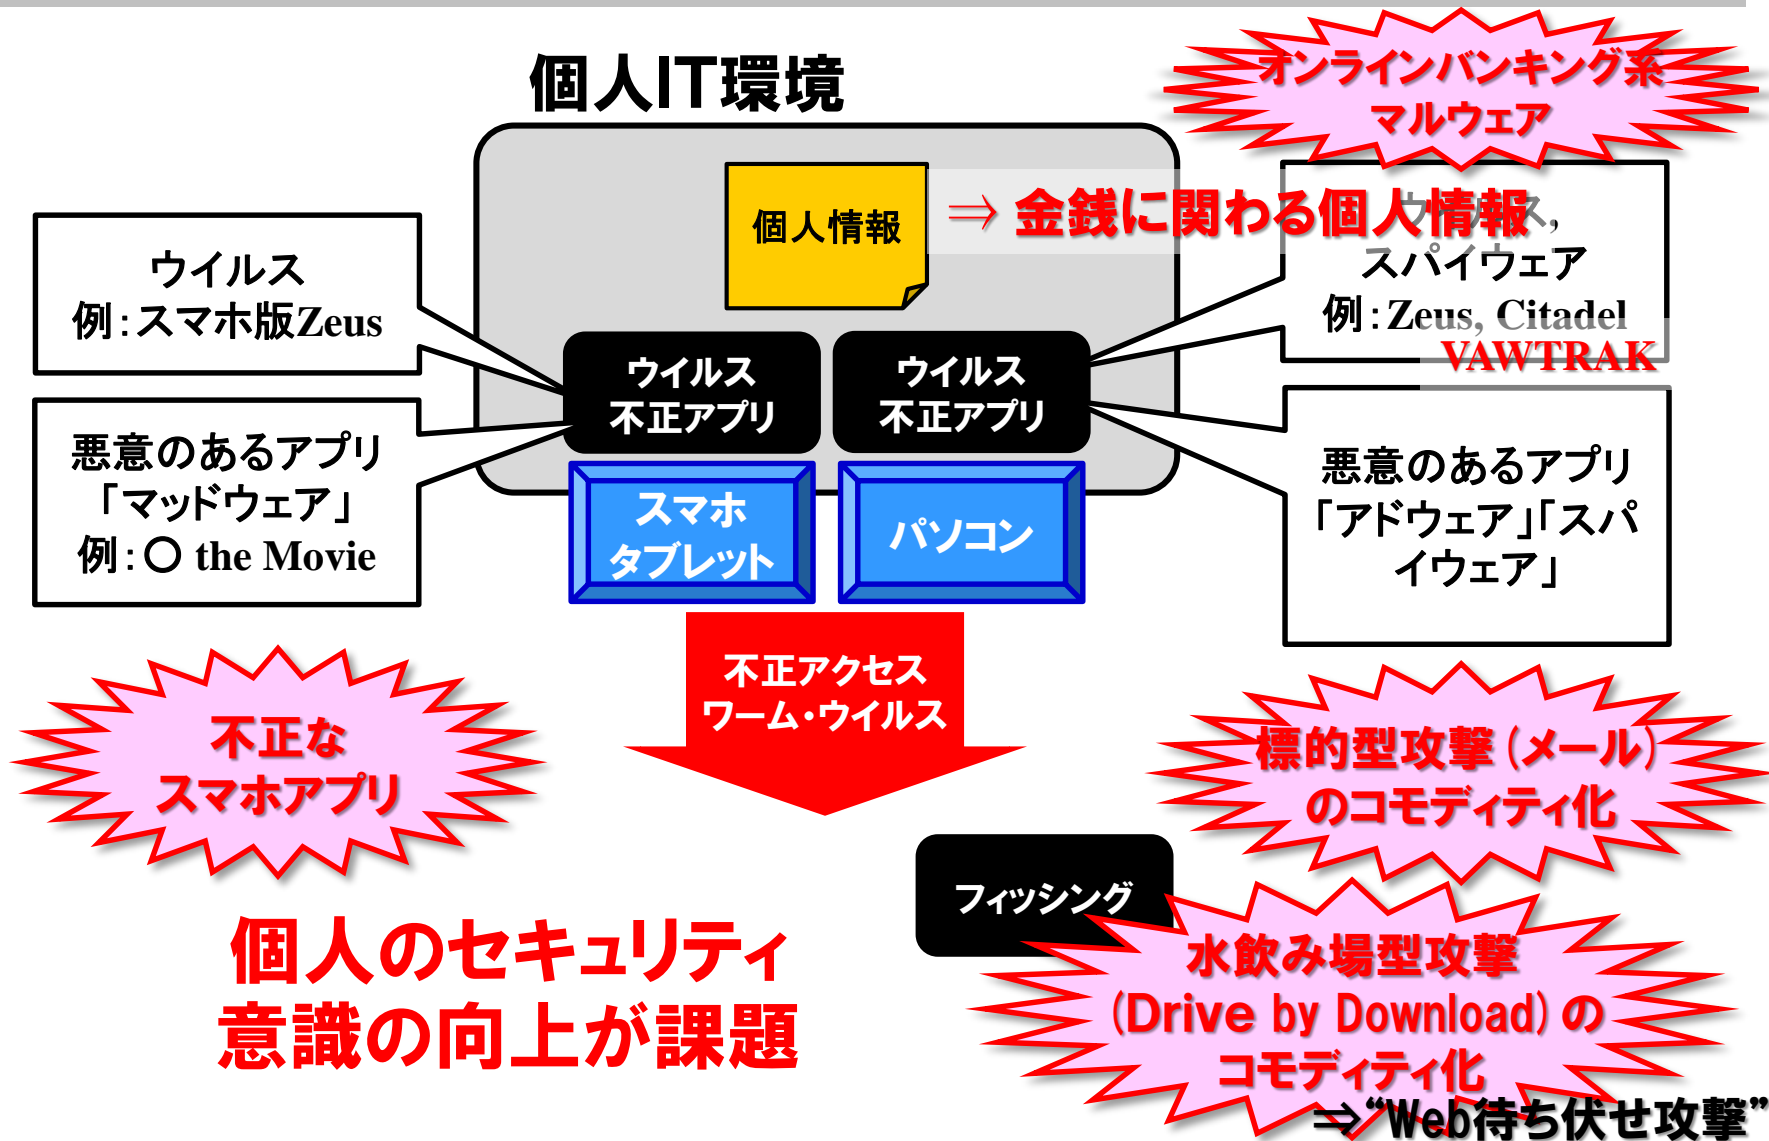 個人IT環境
オンラインバンキング系
マルウェア
個人情報
⇒ 金銭に関わる個人情報
ウイルス
例：スマホ版Zeus
ウイルス,
スパイウェア
例：Zeus, Citadel
VAWTRAK
ウイルス
不正アプリ
ウイルス
不正アプリ
悪意のあるアプリ
「マッドウェア」
例：〇 the Movie
悪意のあるアプリ
「アドウェア」「スパ
イウェア」
スマホ
タブレット
パソコン
不正アクセス
ワーム・ウイルス
不正な
スマホアプリ
標的型攻撃（メール）
のコモディティ化
フィッシング
水飲み場型攻撃
（Drive by Download）の
コモディティ化
⇒“Web待ち伏せ攻撃”
個人のセキュリティ
意識の向上が課題